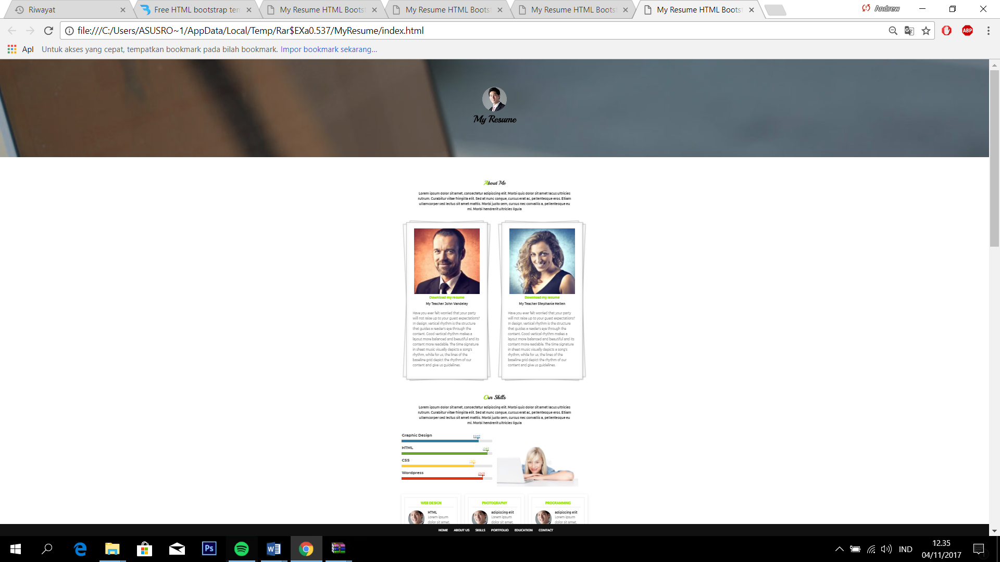 Riwayat
Free HTML bootstrap tem
My Resume HTML Bootst
My Resume HTML Bootst
My Resume HTML Bootst
My Resume HTML Bootst
Andrew
file:///C:/Users/ASUSRO~1/AppData/Local/Temp/Rar$EXa0.537/MyResume/index.html
ABP
Apl
Untuk akses yang cepat, tempatkan bookmark pada bilah bookmark. Impor bookmark sekarang...
My Resume
About Me
Lorem ipsum dolor sit amet, consectetur adipiscing elit. Morbi quis dolor sit amet lacus ultricies
rutrum. Curabitur vitae fringilla elit. Sed at nunc congue, cursus erat ac, pellentesque eros. Etiam
ullamcorper sed lectus sit amet mattis. Morbi justo sem, cursus nec convallis a, pellentesque eu
mi. Morbi hendrerit ultricies ligula
Download my resume
My Teacher John Vandeley
Have you ever felt worried that your party
will not raise up to your guest expectations?
In design, vertical rhythm is the structure
that guides a reader's eye through the
content. Good vertical rhythm makes a
layout more balanced and beautiful and its
content more readable. The time signature
in sheet music visually depicts a song's
rhythm, while for us, the lines of the
baseline grid depict the rhythm of our
content and give us guidelines.
Download my resume
My Teacher Stephanie Hellen
Have you ever felt worried that your party
will not raise up to your guest expectations?
In design, vertical rhythm is the structure
that guides a reader's eye through the
content. Good vertical rhythm makes a
layout more balanced and beautiful and its
content more readable. The time signature
in sheet music visually depicts a song's
rhythm, while for us, the lines of the
baseline grid depict the rhythm of our
content and give us guidelines.
Our Skills
Lorem ipsum dolor sit amet, consectetur adipiscing elit. Morbi quis dolor sit amet lacus ultricies
rutrum. Curabitur vitae fringilla elit. Sed at nunc congue, cursus erat ac, pellentesque eros. Etiam
ullamcorper sed lectus sit amet mattis. Morbi justo sem, cursus nec convallis a, pellentesque eu
mi. Morbi hendrerit ultricies ligula
Graphic Design
HTML
CSS
Wordpress
WEB DESIGN
HTML
Lorem ipsum
dolor sit amet,
PHOTOGRAPHY
adipiscing elit
Lorem ipsum
dolor sit amet,
PROGRAMMING
adipiscing elit
Lorem ipsum
dolor sit amet,
HOME ABOUT US SKILLS PORTFOLIO EDUCATION CONTACT
Ps
IND
12.35
04/11/2017